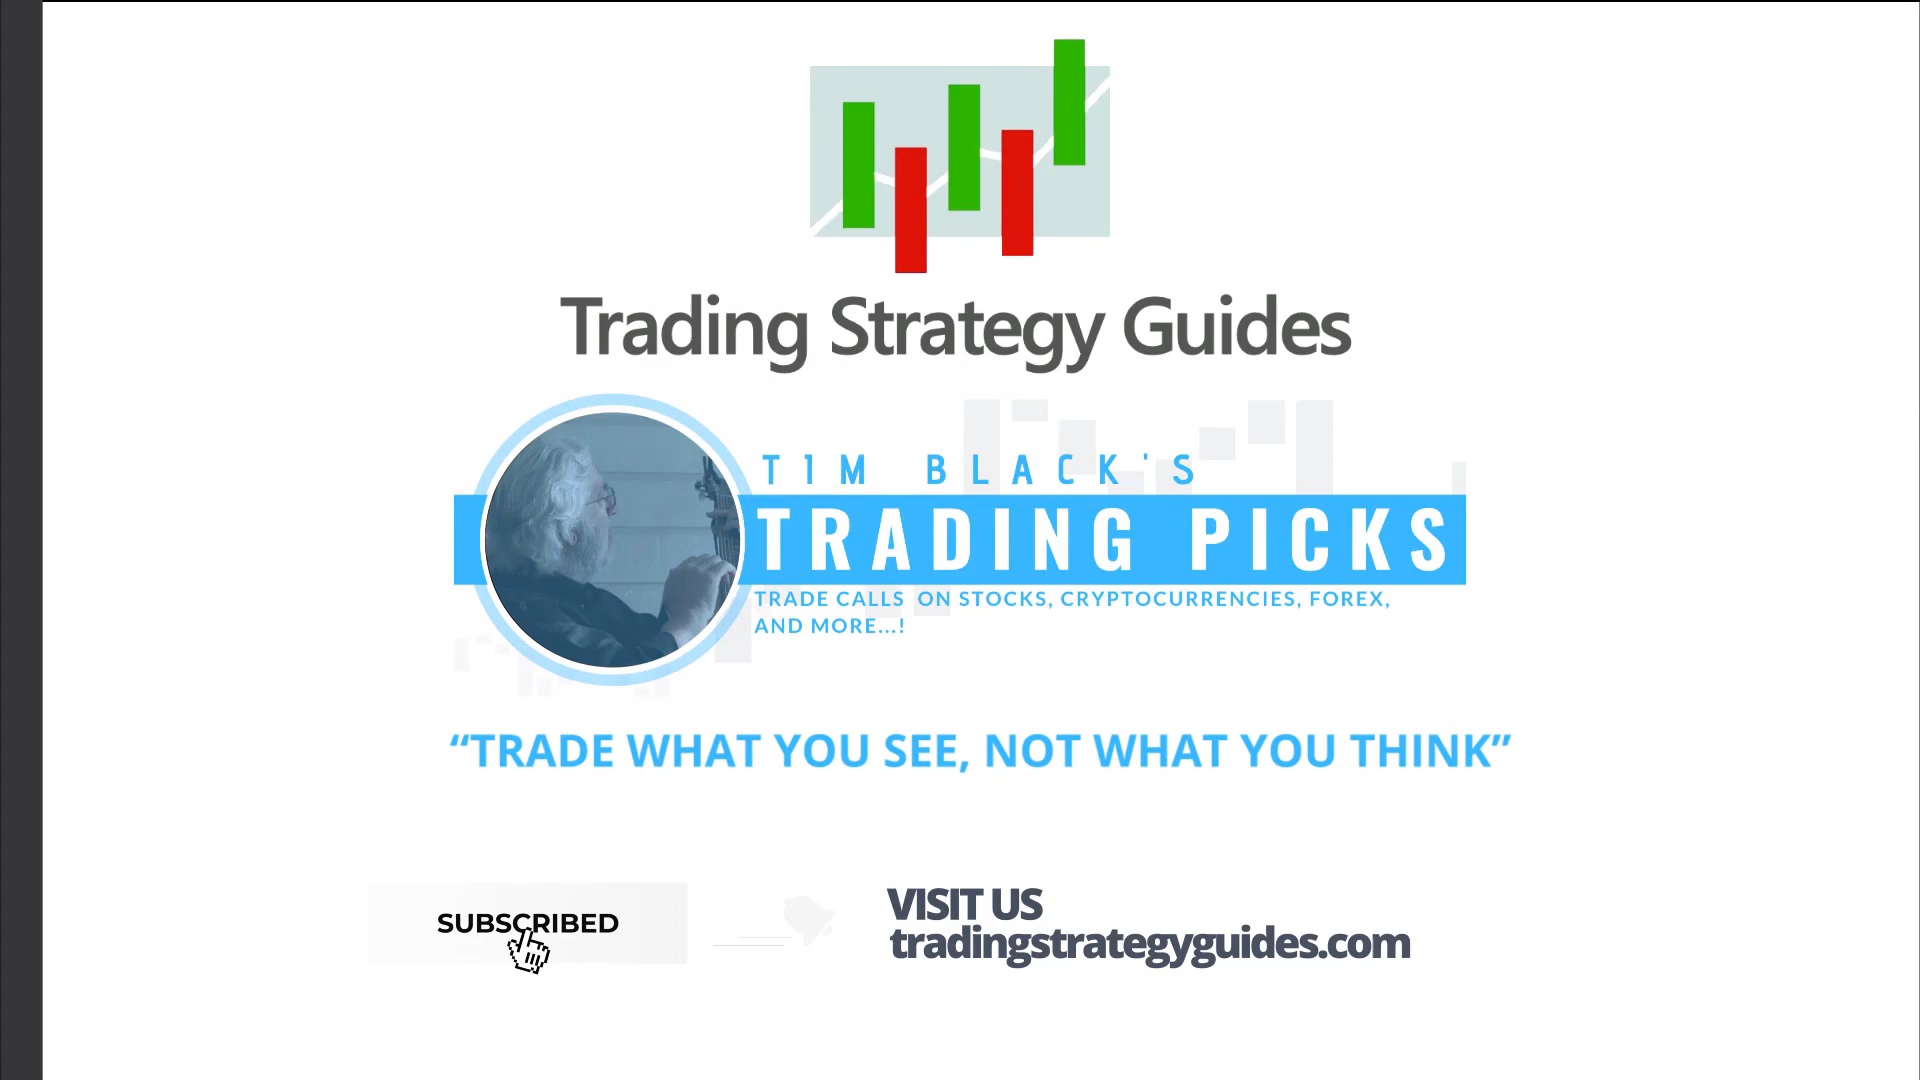 Trading Strategy Guides
TIM BLACK'S
TRADING PICKS
TRADE CALLS ON STOCKS, CRYPTOCURRENCIES, FOREX,
AND MORE...!
“TRADE WHAT YOU SEE, NOT WHAT YOU THINK”
SUBSCRIBED
VISIT US
tradingstrategyguides.com